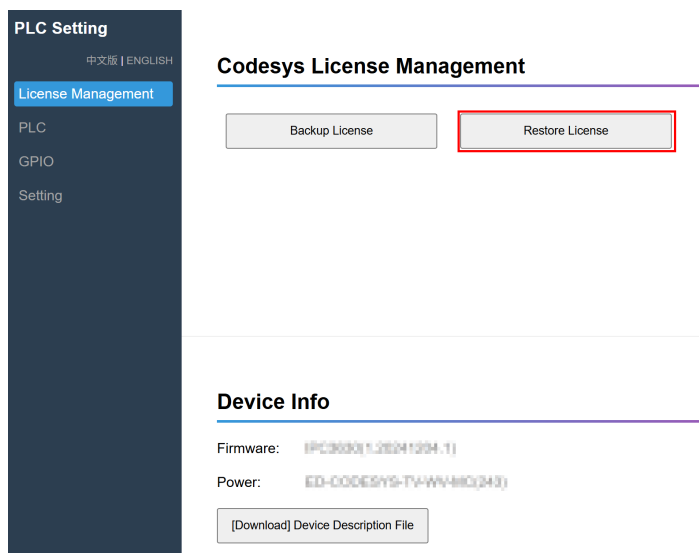 PLC Setting
中文版 | ENGLISH
License Management
PLC
GPIO
Setting
Codesys License Management
Backup License
Restore License
Device Info
Firmware:
Power:
[Download] Device Description File